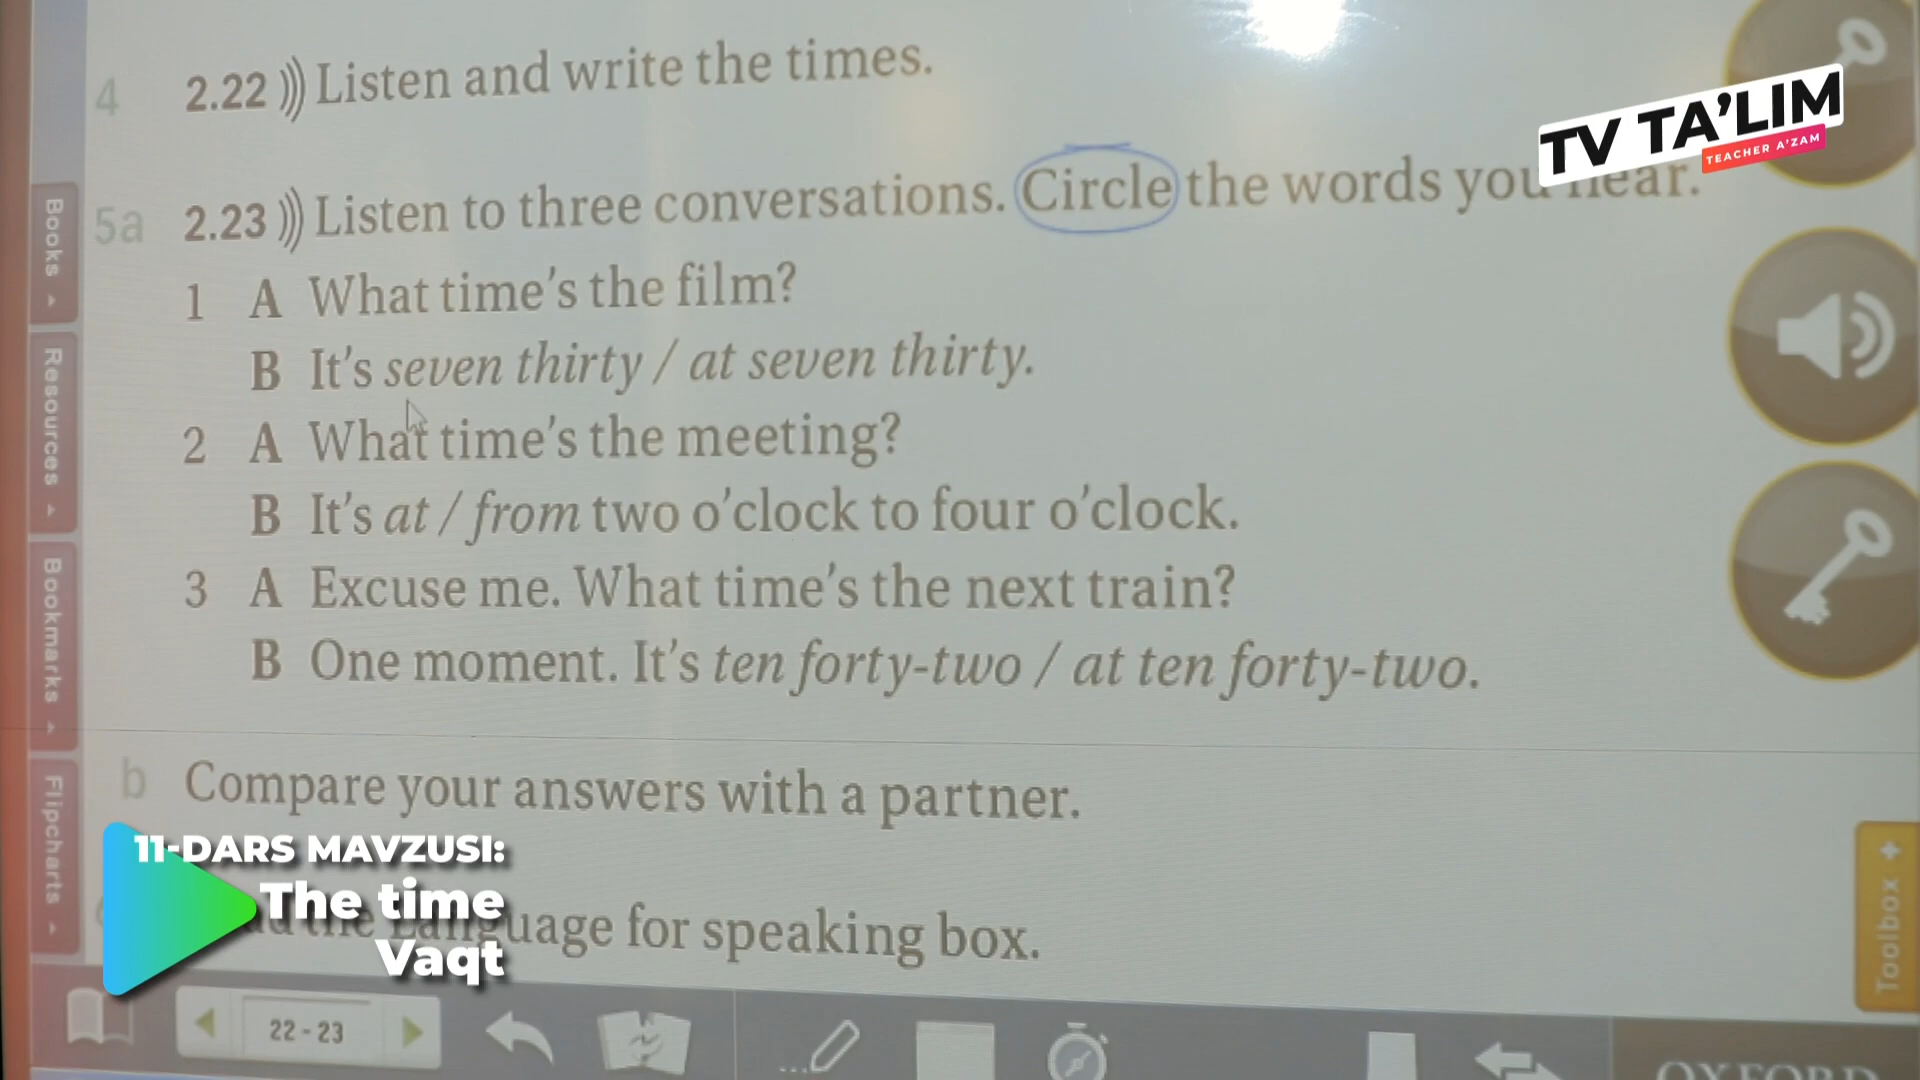 4 2.22 Listen and write the times.
TV TA'LIM
TEACHER A'ZAM
5a 2.23 Listen to three conversations. Circle the words you hear.
1 A What time's the film?
B It's seven thirty / at seven thirty.
2 A What time's the meeting?
B It's at / from two o'clock to four o'clock.
3 A Excuse me. What time's the next train?
B One moment. It's ten forty-two / at ten forty-two.
b Compare your answers with a partner.
the Language for speaking box.
11-DARS MAVZUSI:
The time
Vaqt
Books
Resources
Bookmarks
Flipcharts
Toolbox +
22 - 23
OXFORD